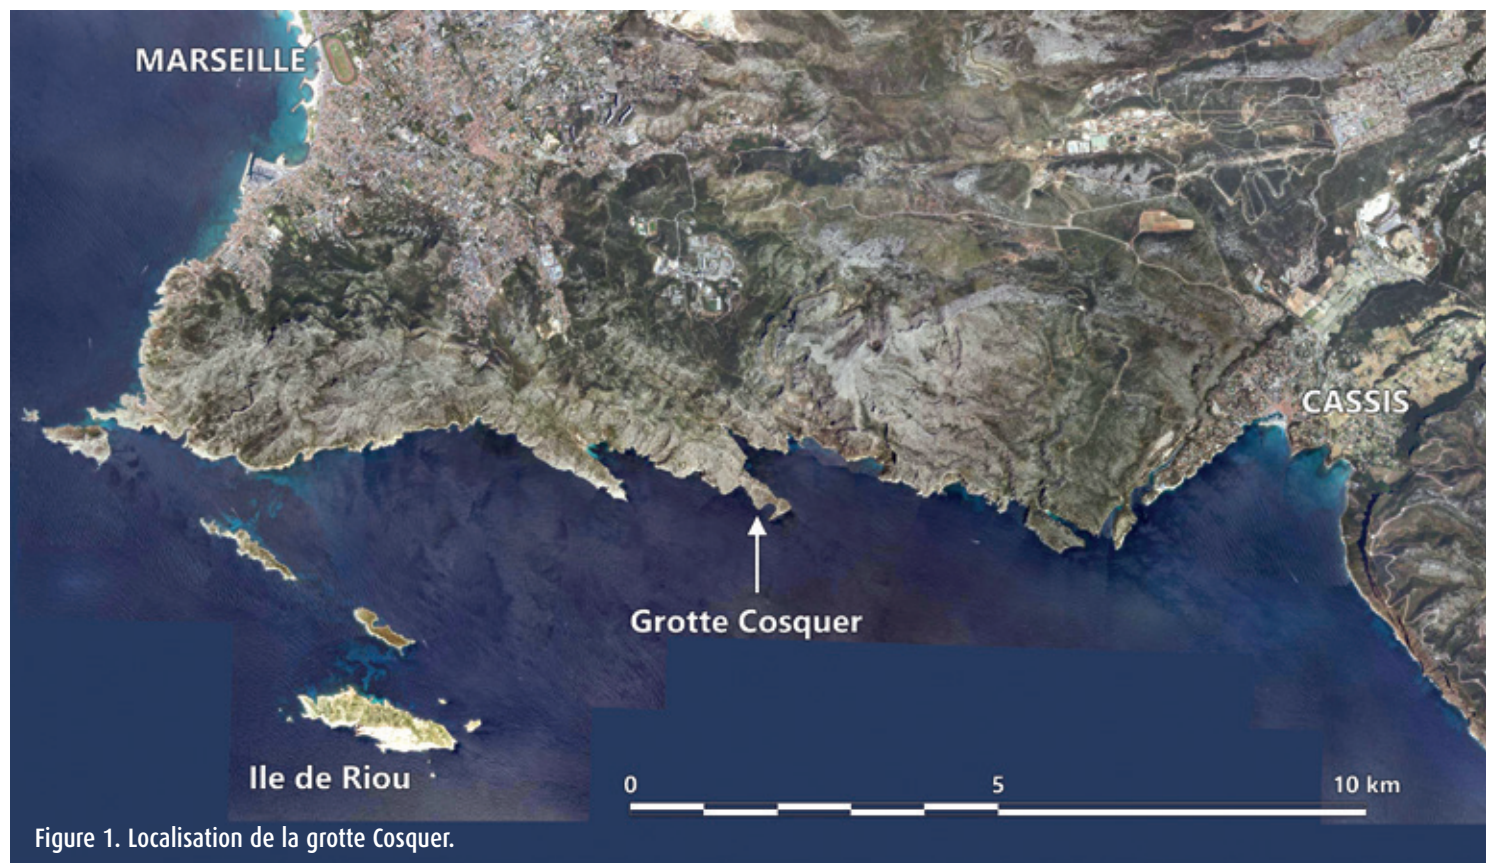 MARSEILLE
CASSIS
Grotte Cosquer
Ile de Riou
0 5 10 km
Figure 1. Localisation de la grotte Cosquer.